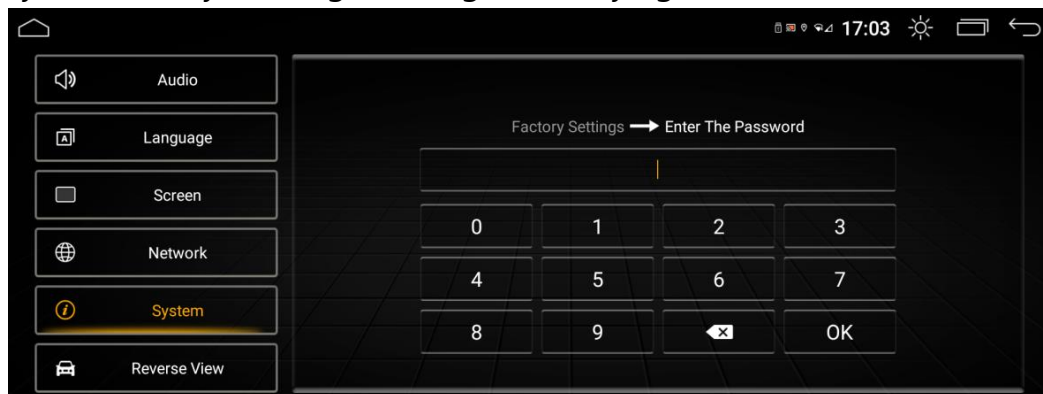 17:03
Audio
Language
Screen
Network
System
Reverse View
Factory Settings → Enter The Password
0 1 2 3
4 5 6 7
8 9 OK